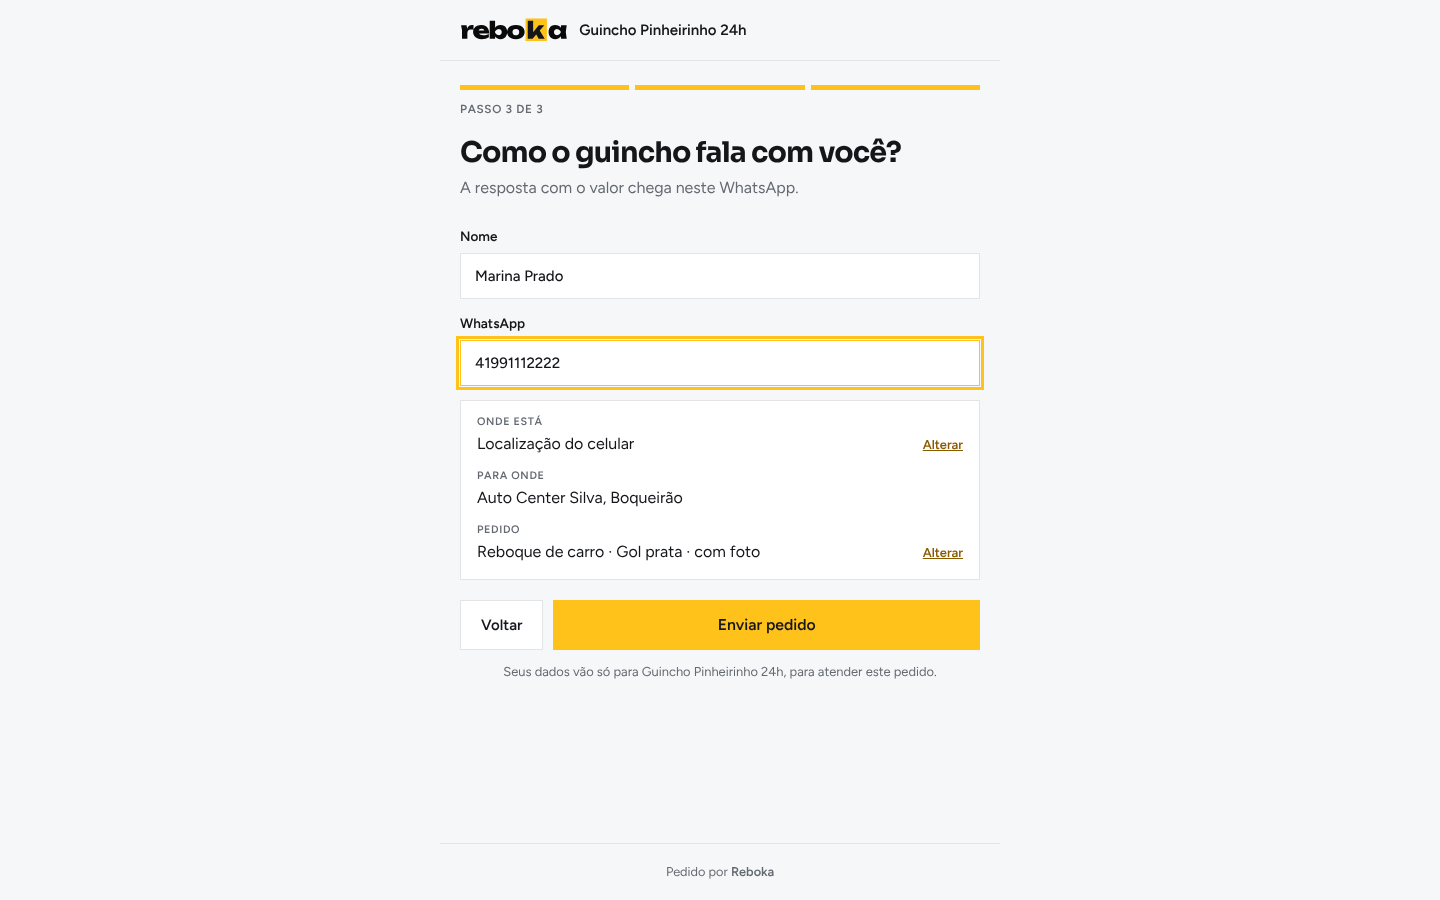 reboka Guincho Pinheirinho 24h
PASSO 3 DE 3
Como o guincho fala com você?
A resposta com o valor chega neste WhatsApp.
Nome
Marina Prado
WhatsApp
41991112222
ONDE ESTÁ
Localização do celular Alterar
PARA ONDE
Auto Center Silva, Boqueirão
PEDIDO
Reboque de carro · Gol prata · com foto Alterar
Voltar Enviar pedido
Seus dados vão só para Guincho Pinheirinho 24h, para atender este pedido.
Pedido por Reboka